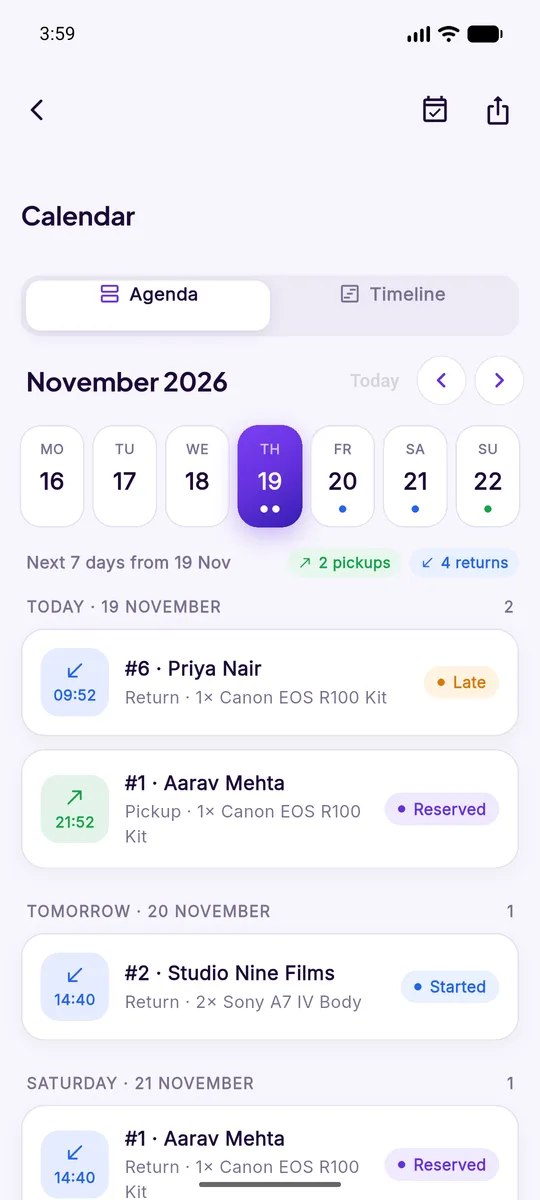 3:59
Calendar
Agenda
Timeline
November 2026
Today
MO
16
TU
17
WE
18
TH
19
FR
20
SA
21
SU
22
Next 7 days from 19 Nov
2 pickups
4 returns
TODAY · 19 NOVEMBER
2
09:52
#6 · Priya Nair
Return · 1× Canon EOS R100 Kit
Late
21:52
#1 · Aarav Mehta
Pickup · 1× Canon EOS R100
Kit
Reserved
TOMORROW · 20 NOVEMBER
1
14:40
#2 · Studio Nine Films
Return · 2× Sony A7 IV Body
Started
SATURDAY · 21 NOVEMBER
1
14:40
#1 · Aarav Mehta
Return · 1× Canon EOS R100
Kit
Reserved